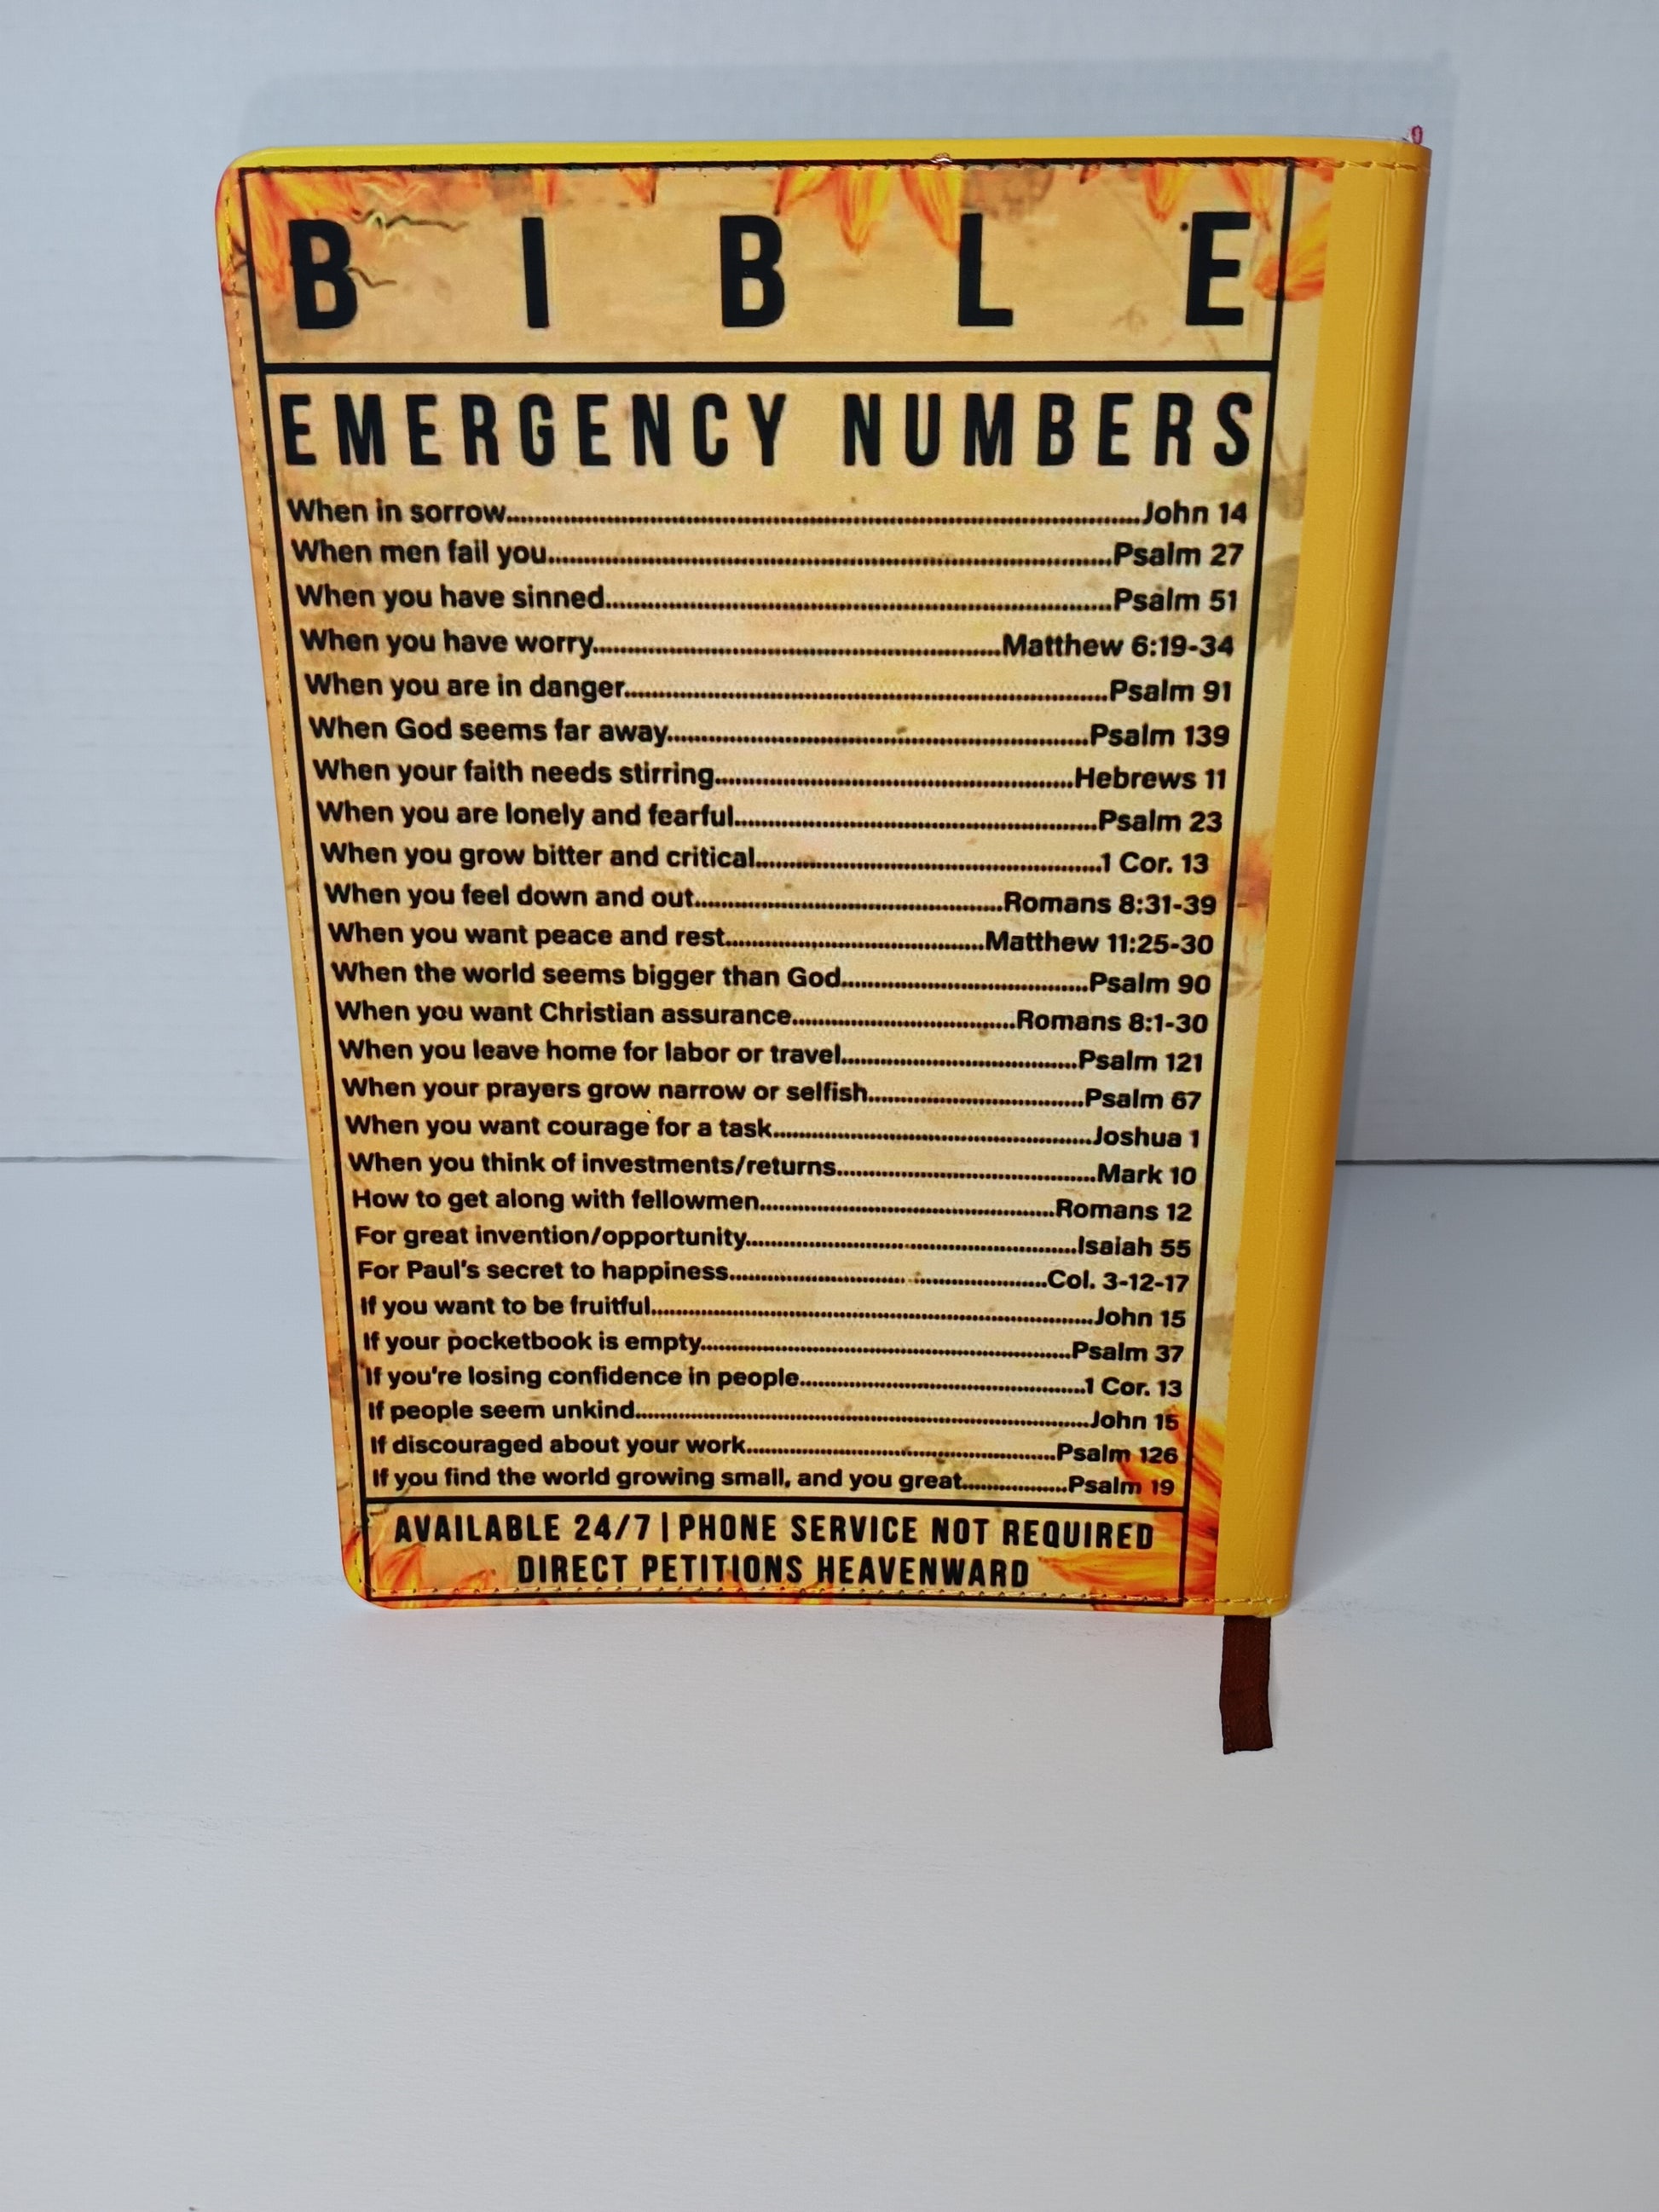 B I B L E
EMERGENCY NUMBERS
When in sorrow..........John 14
When men fail you..........Psalm 27
When you have sinned..........Psalm 51
When you have worry..........Matthew 6:19-34
When you are in danger..........Psalm 91
When God seems far away..........Psalm 139
When your faith needs stirring..........Hebrews 11
When you are lonely and fearful..........Psalm 23
When you grow bitter and critical..........1 Cor. 13
When you feel down and out..........Romans 8:31-39
When you want peace and rest..........Matthew 11:25-30
When the world seems bigger than God..........Psalm 90
When you want Christian assurance..........Romans 8:1-30
When you leave home for labor or travel..........Psalm 121
When your prayers grow narrow or selfish..........Psalm 67
When you want courage for a task..........Joshua 1
When you think of investments/returns..........Mark 10
How to get along with fellowmen..........Romans 12
For great invention/opportunity..........Isaiah 55
For Paul's secret to happiness..........Col. 3-12-17
If you want to be fruitful..........John 15
If your pocketbook is empty..........Psalm 37
If you're losing confidence in people..........1 Cor. 13
If people seem unkind..........John 15
If discouraged about your work..........Psalm 126
If you find the world growing small, and you great..........Psalm 19
AVAILABLE 24/7 | PHONE SERVICE NOT REQUIRED
DIRECT PETITIONS HEAVENWARD